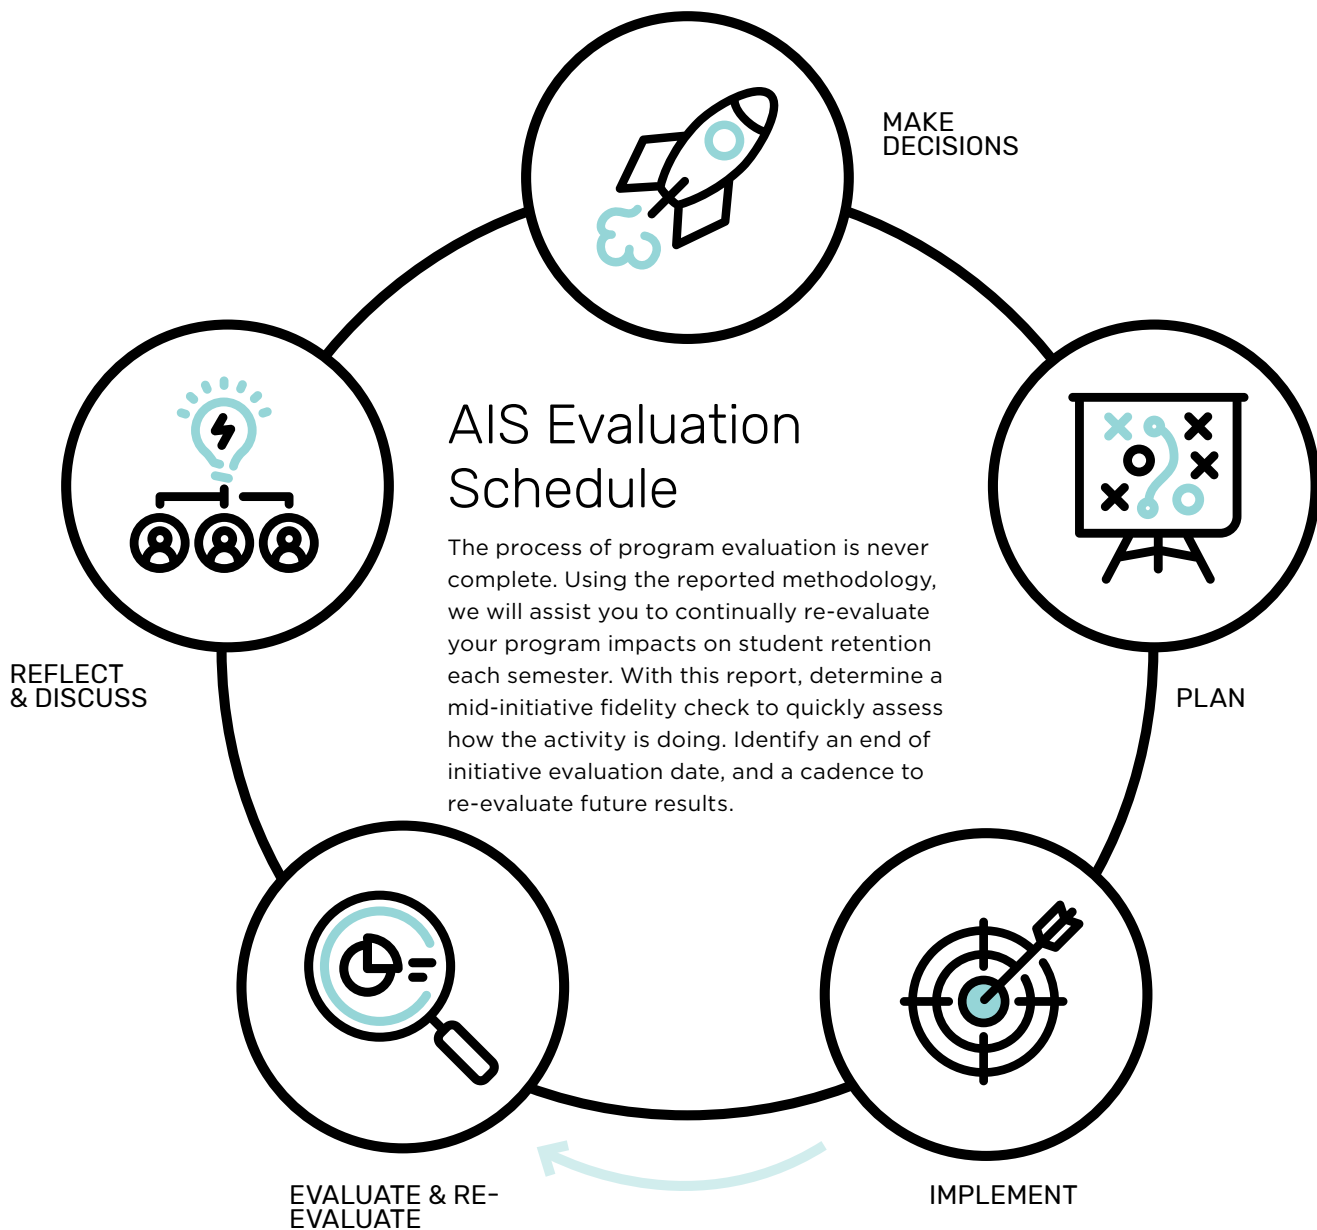 MAKE
DECISIONS
AIS Evaluation
Schedule
The process of program evaluation is never
complete. Using the reported methodology,
we will assist you to continually re-evaluate
your program impacts on student retention
each semester. With this report, determine a
mid-initiative fidelity check to quickly assess
how the activity is doing. Identify an end of
initiative evaluation date, and a cadence to
re-evaluate future results.
REFLECT
& DISCUSS
PLAN
EVALUATE & RE-
EVALUATE
IMPLEMENT